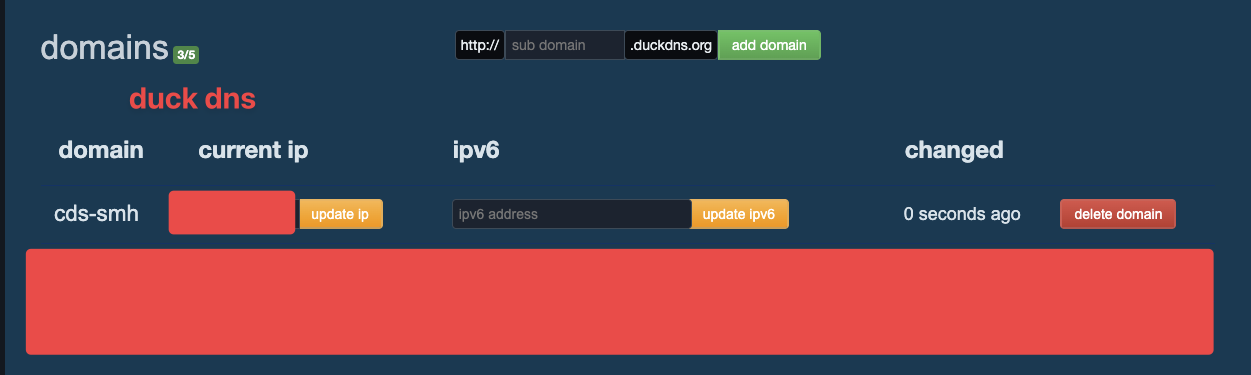 domains 3/5 http:// sub domain .duckdns.org add domain
duck dns
domain current ip ipv6 changed
cds-smh update ip ipv6 address update ipv6 0 seconds ago delete domain